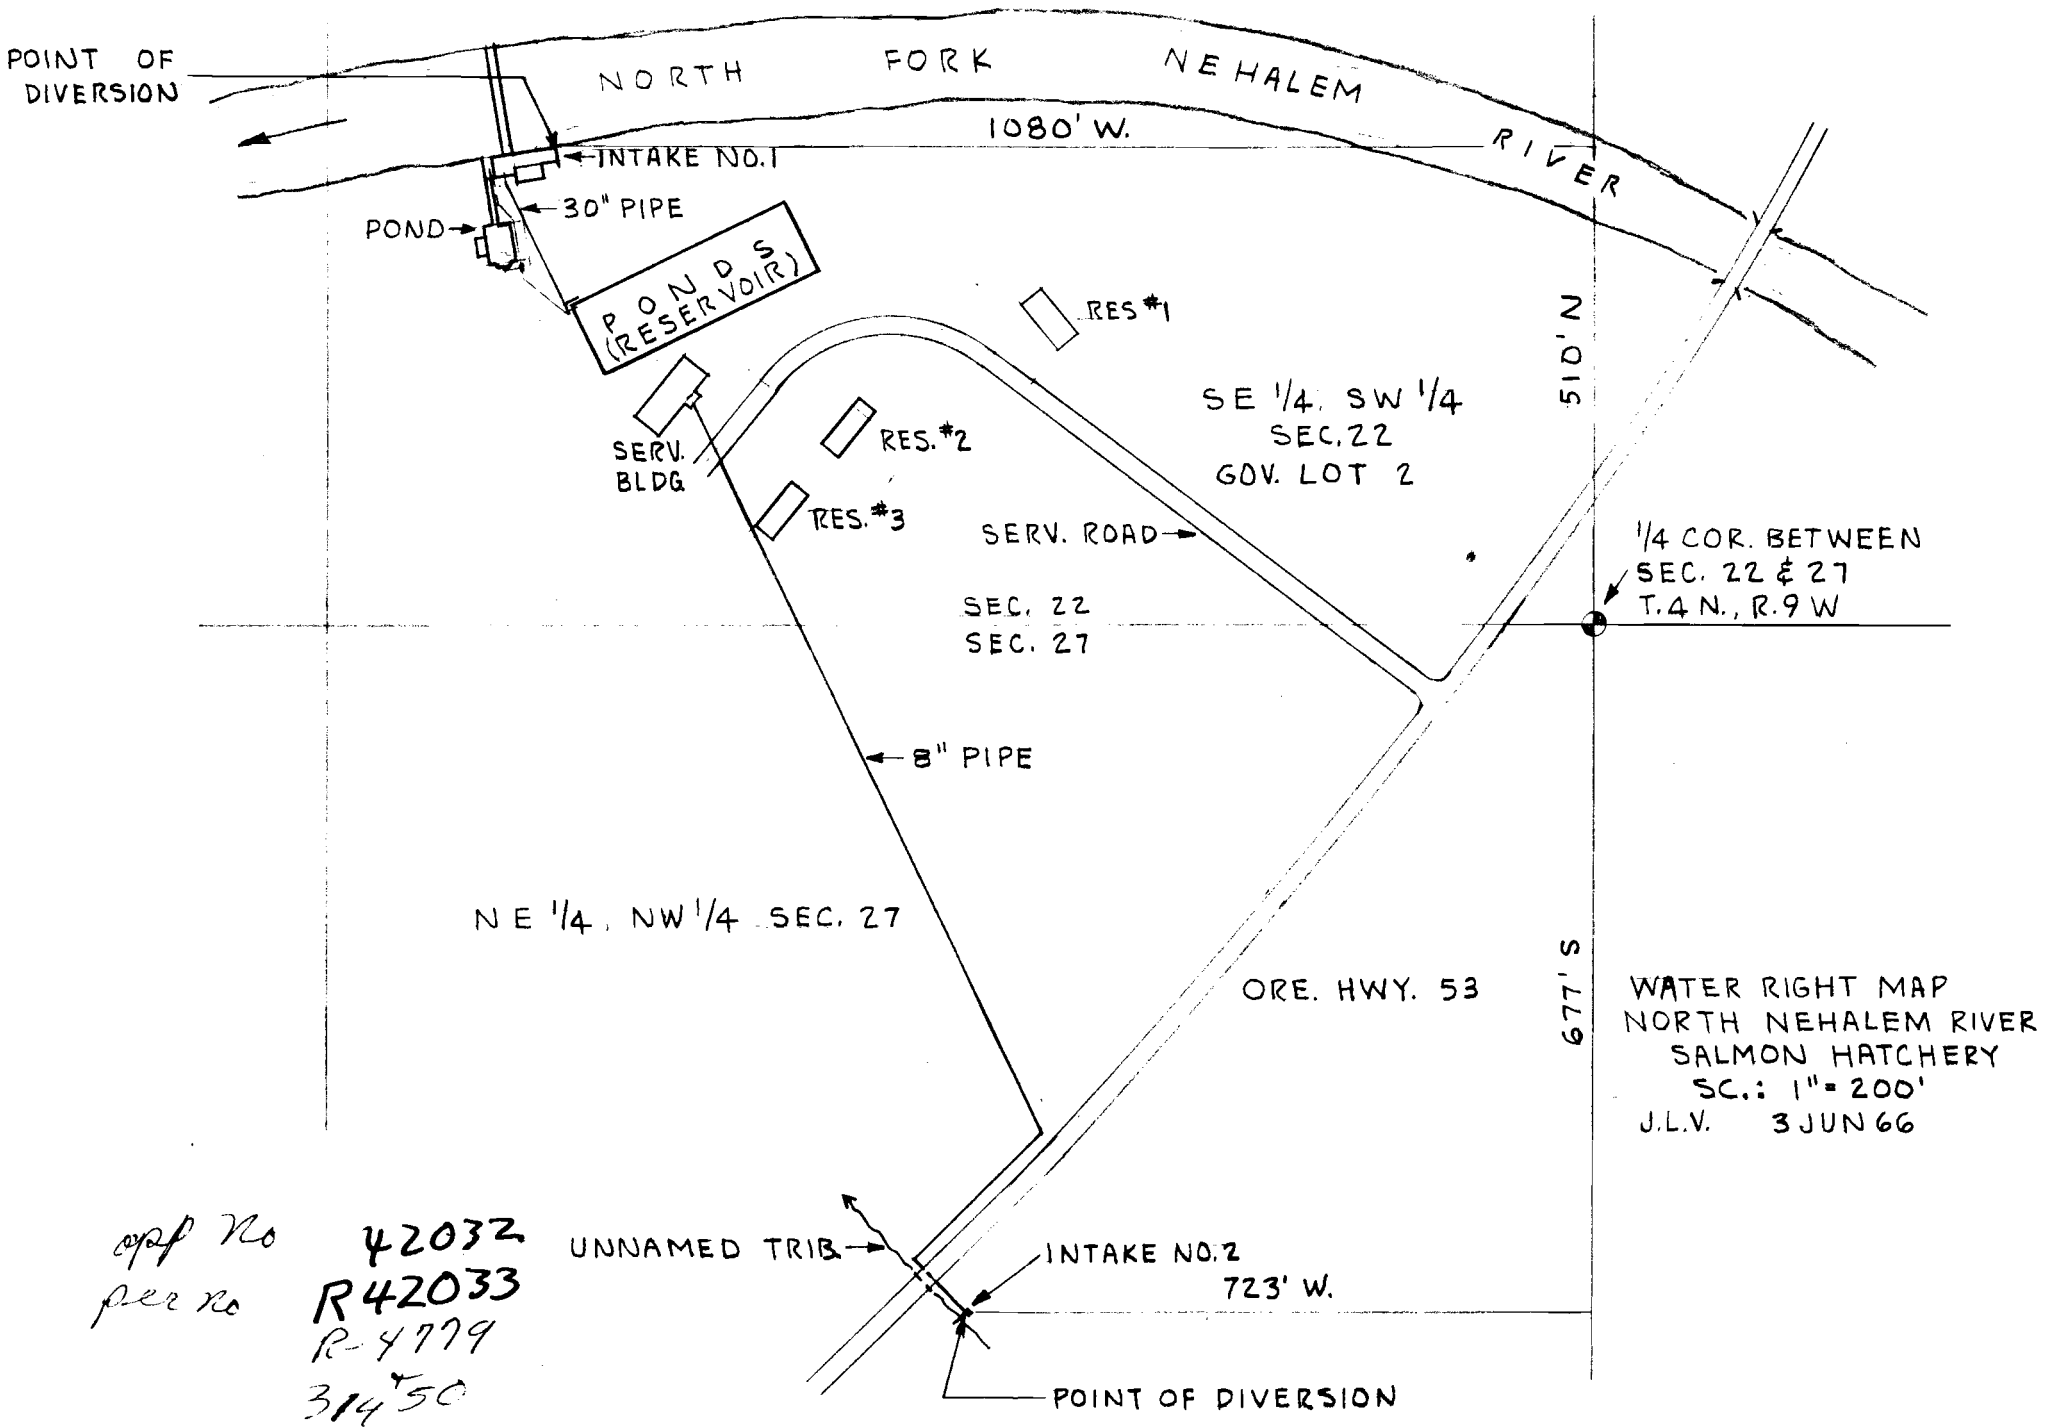 POINT OF
DIVERSION
NORTH FORK NEHALEM RIVER
1080' W.
INTAKE NO.1
30" PIPE
POND
PONDS
(RESERVOIR)
RES #1
510' N
SE 1/4, SW 1/4
SEC. 22
GOV. LOT 2
RES. #2
SERV.
BLDG
RES. #3
SERV. ROAD
1/4 COR. BETWEEN
SEC. 22 & 27
T.4 N., R.9 W
SEC. 22
SEC. 27
8" PIPE
NE 1/4, NW 1/4 SEC. 27
ORE. HWY. 53
677' S
WATER RIGHT MAP
NORTH NEHALEM RIVER
SALMON HATCHERY
SC.: 1" = 200'
J.L.V. 3 JUN 66
app No 42032
per no R42033
R-4779
UNNAMED TRIB.
INTAKE NO.2
723' W.
POINT OF DIVERSION